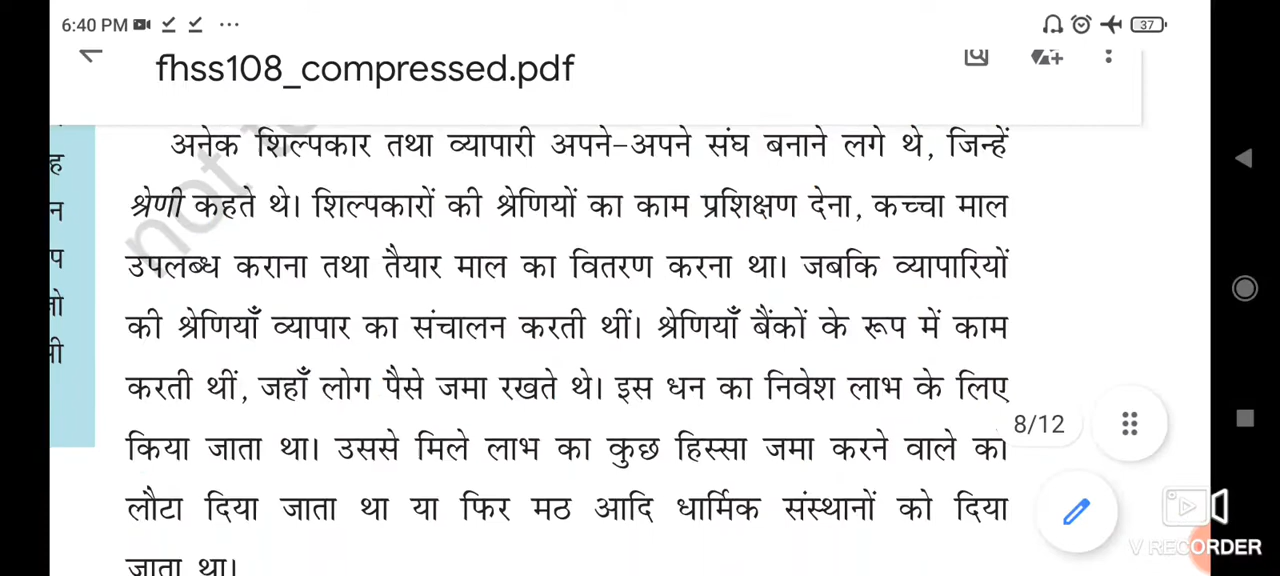 6:40 PM ...
37
fhss108_compressed.pdf
not
अनेक शिल्पकार तथा व्यापारी अपने-अपने संघ बनाने लगे थे, जिन्हें
श्रेणी कहते थे। शिल्पकारों की श्रेणियों का काम प्रशिक्षण देना, कच्चा माल
उपलब्ध कराना तथा तैयार माल का वितरण करना था। जबकि व्यापारियों
की श्रेणियाँ व्यापार का संचालन करती थीं। श्रेणियाँ बैंकों के रूप में काम
करती थीं, जहाँ लोग पैसे जमा रखते थे। इस धन का निवेश लाभ के लिए
किया जाता था। उससे मिले लाभ का कुछ हिस्सा जमा करने वाले को
लौटा दिया जाता था या फिर मठ आदि धार्मिक संस्थानों को दिया
जाता था।
ह
न
प
8/12
V RECORDER